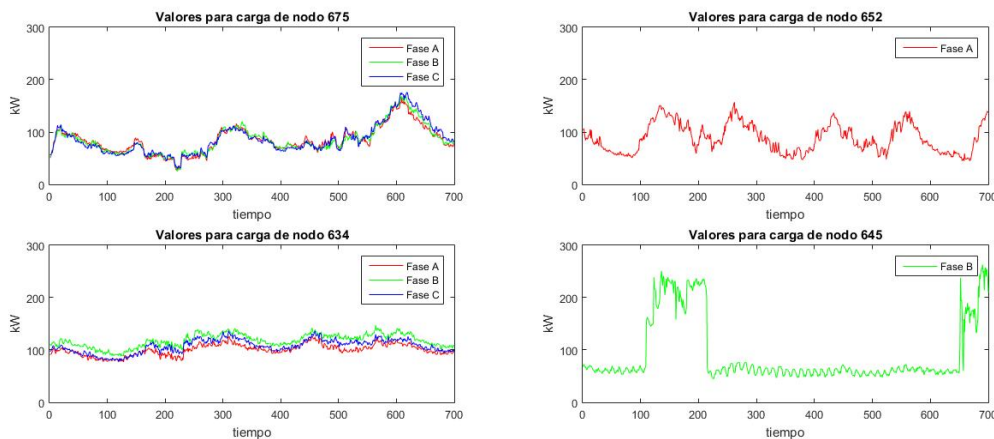 Valores para carga de nodo 675
300
200
100
0
kW
0 100 200 300 400 500 600 700
tiempo
Fase A
Fase B
Fase C
Valores para carga de nodo 652
300
200
100
0
kW
0 100 200 300 400 500 600 700
tiempo
Fase A
Valores para carga de nodo 634
300
200
100
0
kW
0 100 200 300 400 500 600 700
tiempo
Fase A
Fase B
Fase C
Valores para carga de nodo 645
300
200
100
0
kW
0 100 200 300 400 500 600 700
tiempo
Fase B